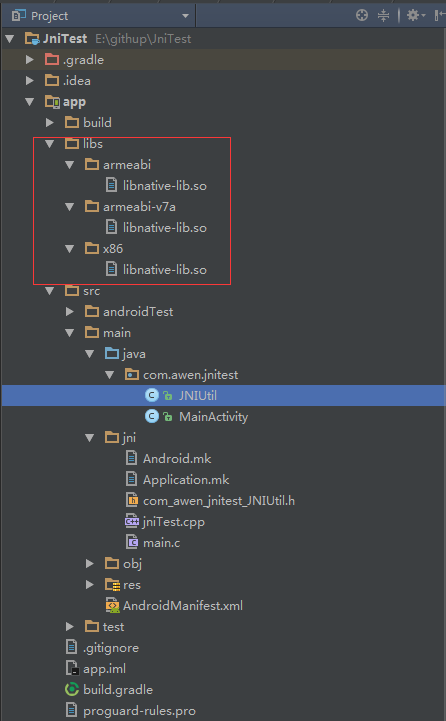 Project
JniTest E:\githup\JniTest
.gradle
.idea
app
build
libs
armeabi
libnative-lib.so
armeabi-v7a
libnative-lib.so
x86
libnative-lib.so
src
androidTest
main
java
com.awen.jnitest
JNIUtil
MainActivity
jni
Android.mk
Application.mk
com_awen_jnitest_JNIUtil.h
jniTest.cpp
main.c
obj
res
AndroidManifest.xml
test
.gitignore
app.iml
build.gradle
proguard-rules.pro